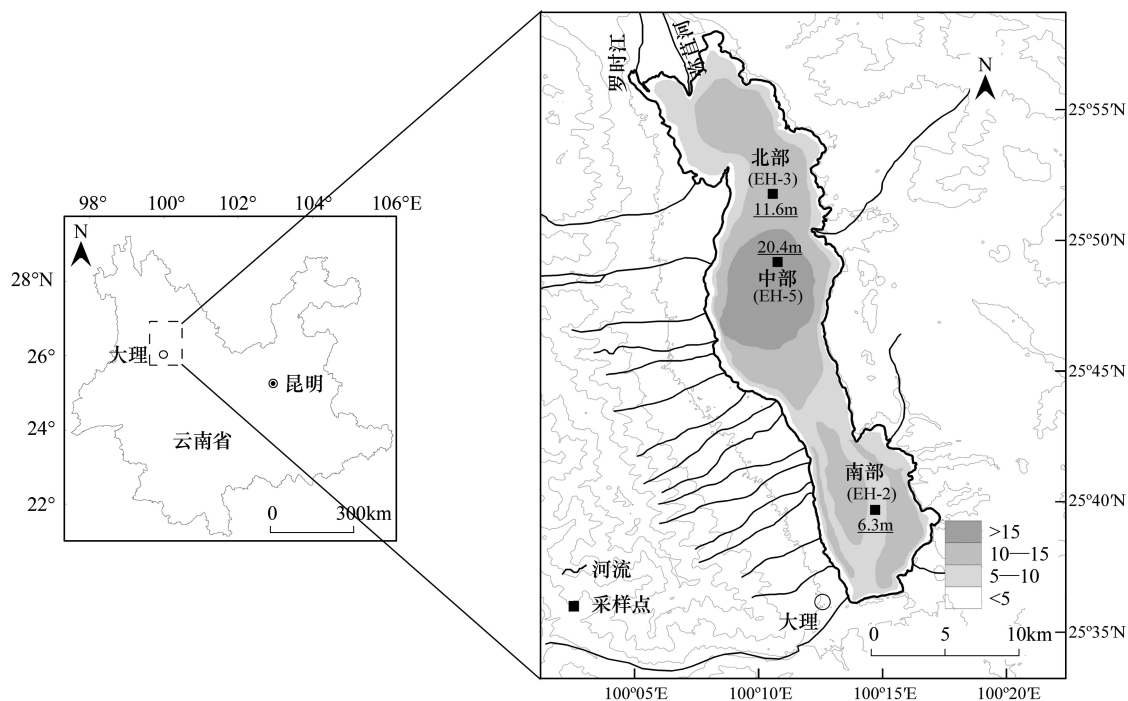 98° 100° 102° 104° 106°E
N
28°N
26°
24°
22°
大理
昆明
云南省
0 300km
罗时江
弥苴河
N
25°55′N
25°50′N
25°45′N
25°40′N
25°35′N
北部
(EH-3)
11.6m
20.4m
中部
(EH-5)
南部
(EH-2)
6.3m
>15
10—15
5—10
<5
河流
采样点
大理
0 5 10km
100°05′E 100°10′E 100°15′E 100°20′E